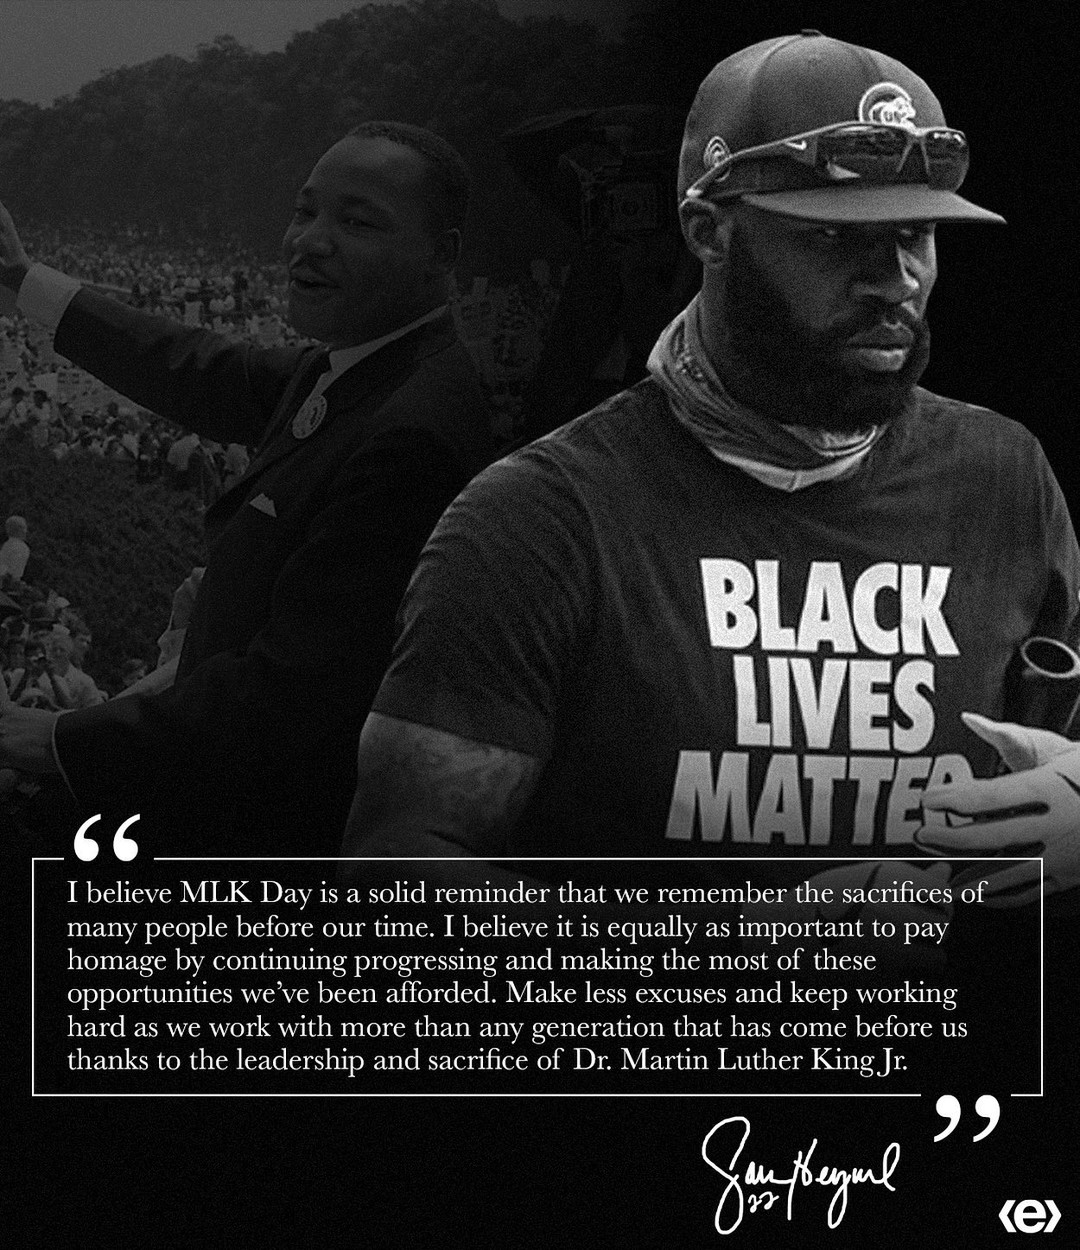 BLACK
LIVES
MATTER
“
I believe MLK Day is a solid reminder that we remember the sacrifices of
many people before our time. I believe it is equally as important to pay
homage by continuing progressing and making the most of these
opportunities we’ve been afforded. Make less excuses and keep working
hard as we work with more than any generation that has come before us
thanks to the leadership and sacrifice of Dr. Martin Luther King Jr.
”
22
‹e›